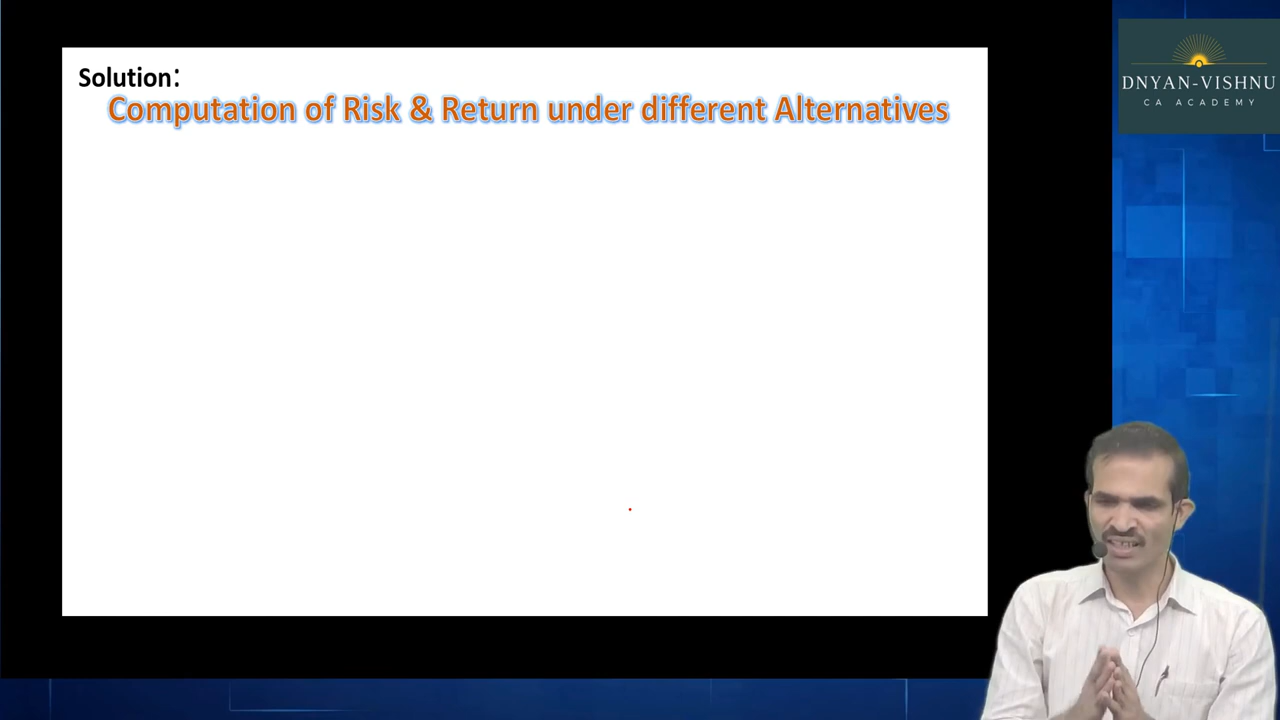 Solution:
Computation of Risk & Return under different Alternatives
DNYAN-VISHNU
CA ACADEMY